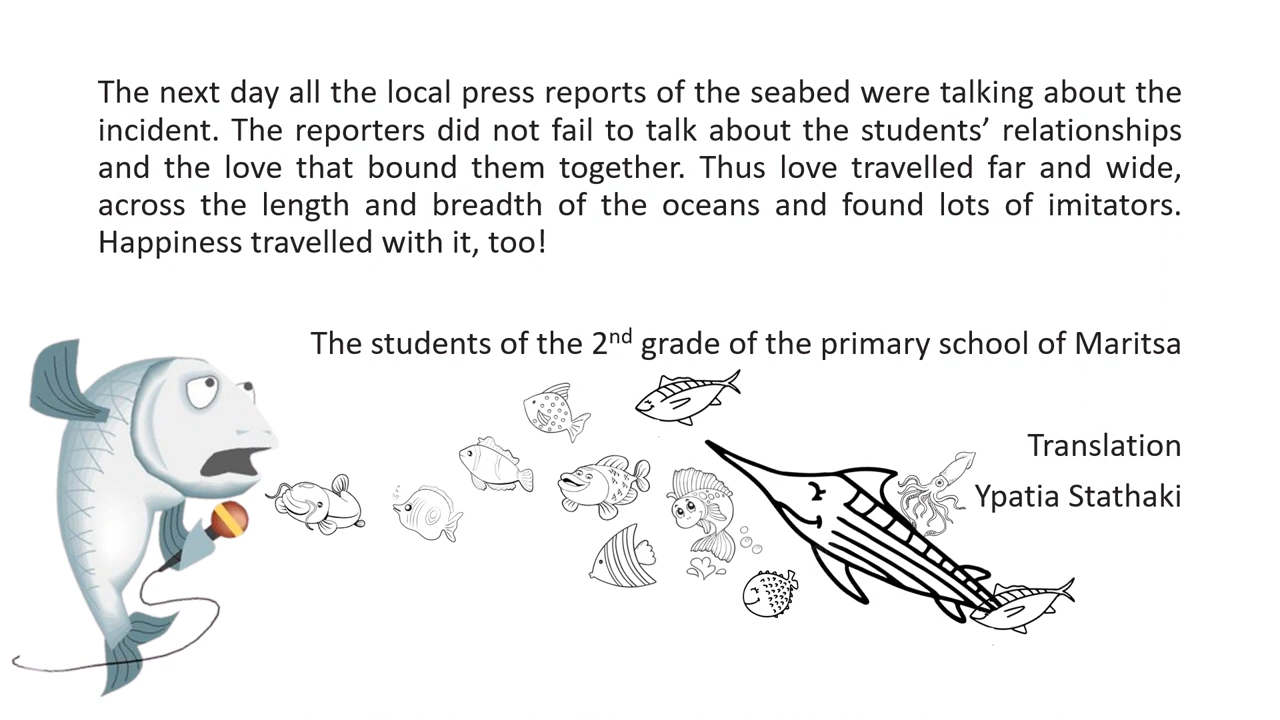 The next day all the local press reports of the seabed were talking about the
incident. The reporters did not fail to talk about the students’ relationships
and the love that bound them together. Thus love travelled far and wide,
across the length and breadth of the oceans and found lots of imitators.
Happiness travelled with it, too!
The students of the 2nd grade of the primary school of Maritsa
Translation
Ypatia Stathaki